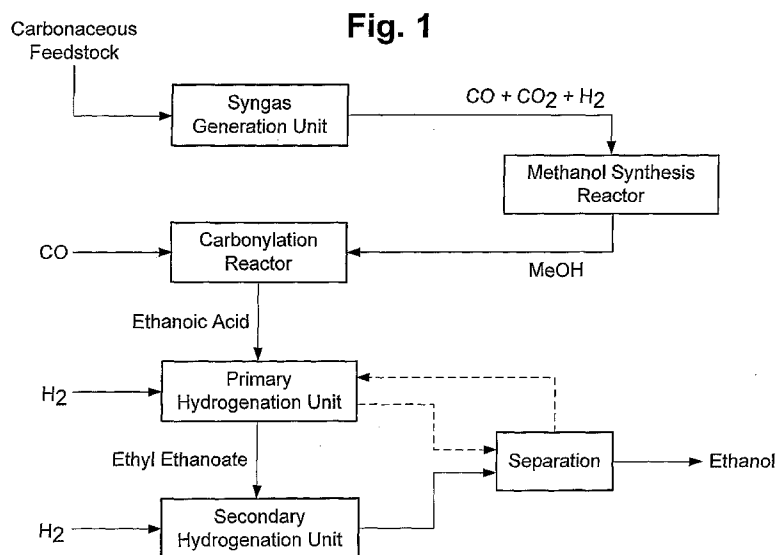 Fig. 1
Carbonaceous
Feedstock
Syngas
Generation Unit
CO + CO2 + H2
Methanol Synthesis
Reactor
CO
Carbonylation
Reactor
MeOH
Ethanoic Acid
H2
Primary
Hydrogenation Unit
Ethyl Ethanoate
Separation
Ethanol
H2
Secondary
Hydrogenation Unit